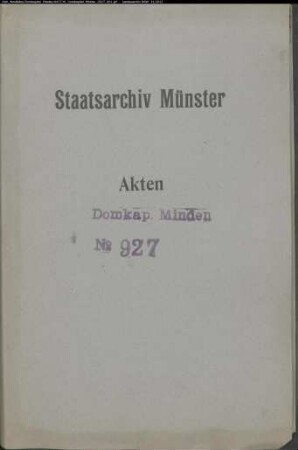 Staatsarchiv Münster
Akten
Domkap. Minden
№ 927